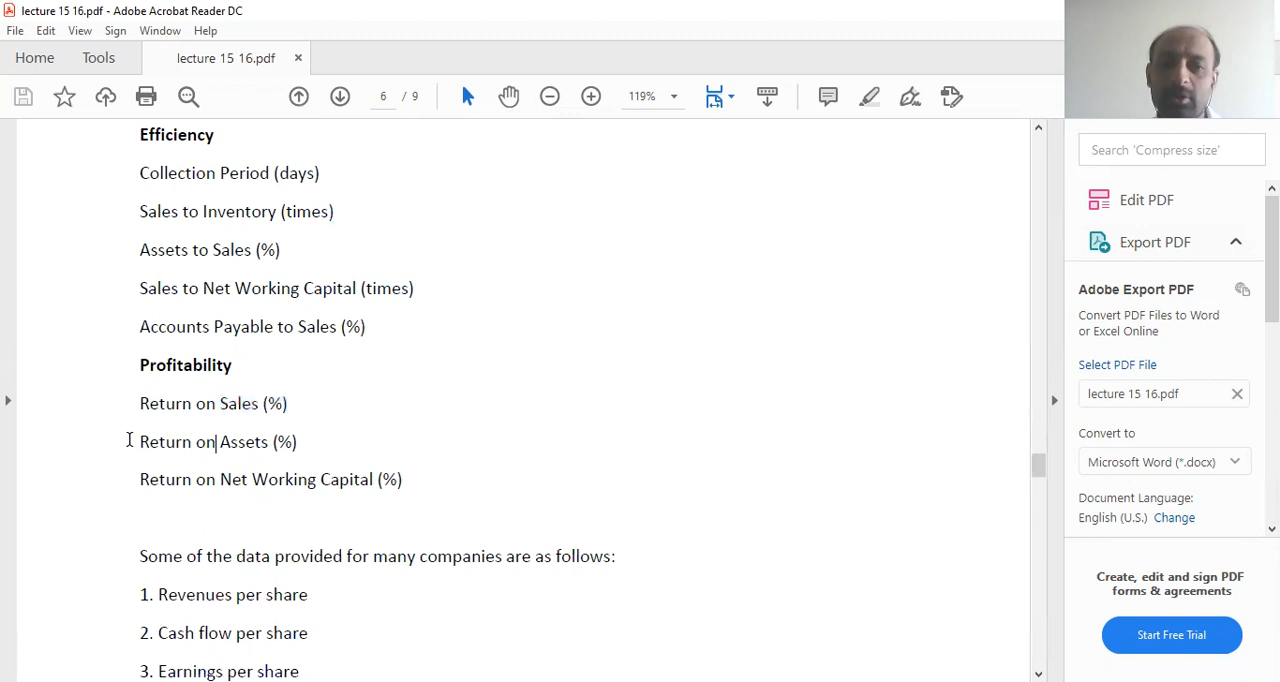 lecture 15 16.pdf - Adobe Acrobat Reader DC
File Edit View Sign Window Help
Home Tools lecture 15 16.pdf ×
6 / 9 119%
Efficiency
Collection Period (days)
Sales to Inventory (times)
Assets to Sales (%)
Sales to Net Working Capital (times)
Accounts Payable to Sales (%)
Profitability
Return on Sales (%)
Return on Assets (%)
Return on Net Working Capital (%)
Some of the data provided for many companies are as follows:
1. Revenues per share
2. Cash flow per share
3. Earnings per share
Search 'Compress size'
Edit PDF
Export PDF
Adobe Export PDF
Convert PDF Files to Word
or Excel Online
Select PDF File
lecture 15 16.pdf
Convert to
Microsoft Word (*.docx)
Document Language:
English (U.S.) Change
Create, edit and sign PDF
forms & agreements
Start Free Trial